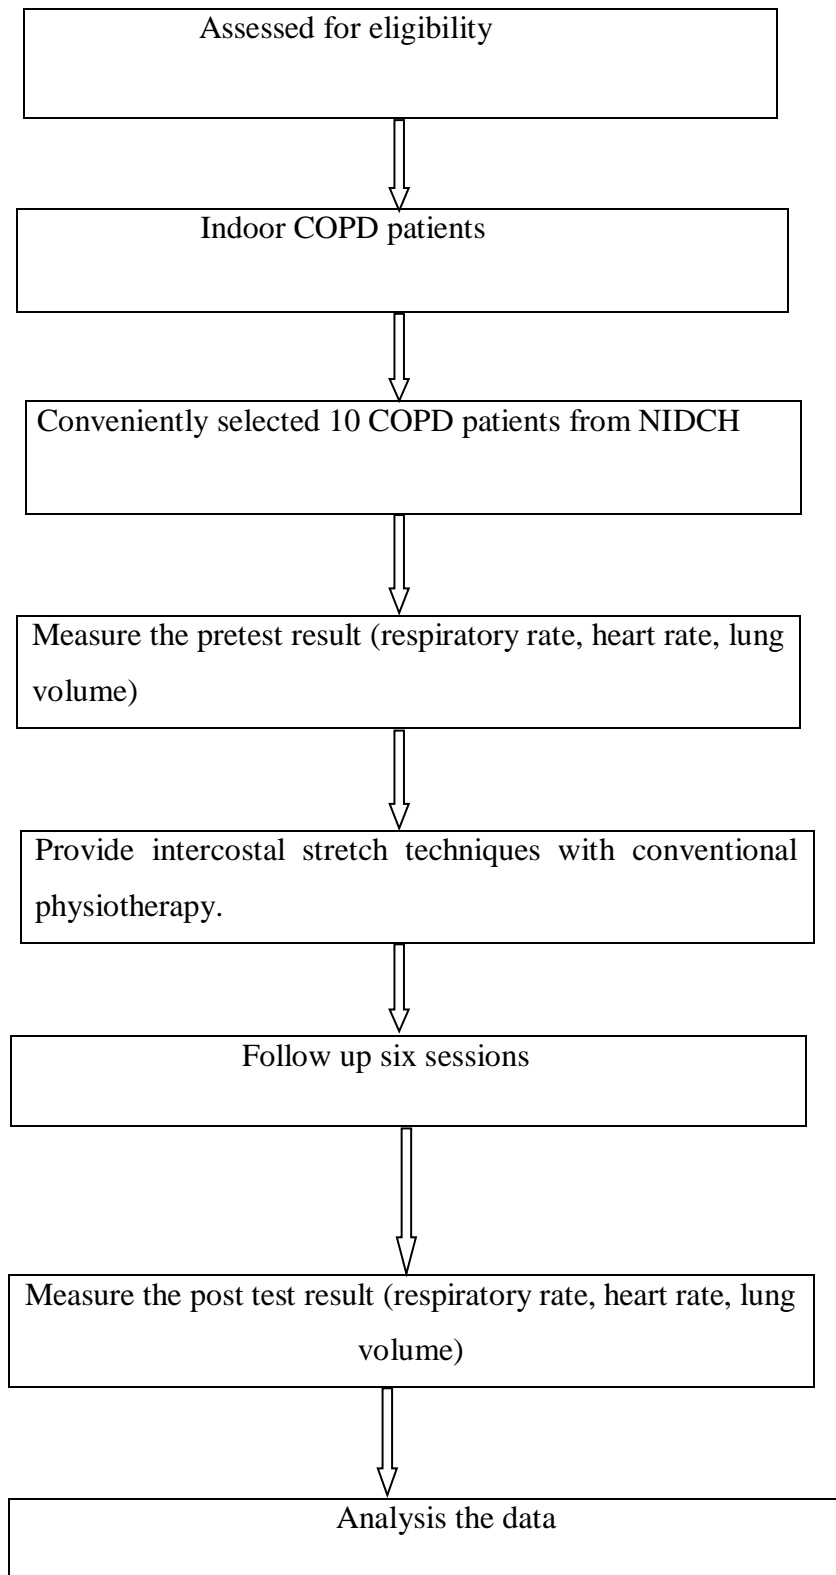 Assessed for eligibility
Indoor COPD patients
Conveniently selected 10 COPD patients from NIDCH
Measure the pretest result (respiratory rate, heart rate, lung
volume)
Provide intercostal stretch techniques with conventional
physiotherapy.
Follow up six sessions
Measure the post test result (respiratory rate, heart rate, lung
volume)
Analysis the data